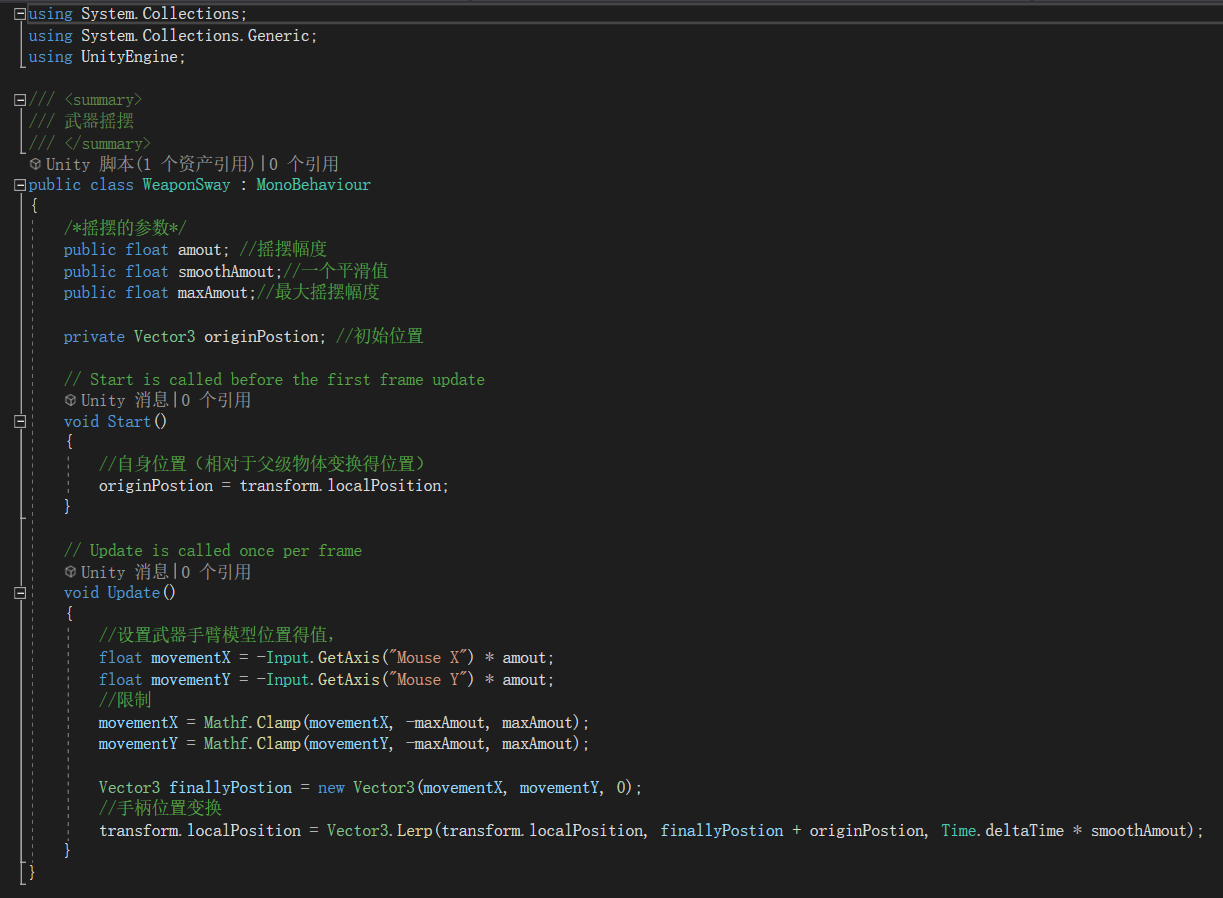 using System.Collections;
using System.Collections.Generic;
using UnityEngine;
/// <summary>
/// 武器摇摆
/// </summary>
Unity 脚本(1 个资产引用)|0 个引用
public class WeaponSway : MonoBehaviour
{
/*摇摆的参数*/
public float amout; //摇摆幅度
public float smoothAmout;//一个平滑值
public float maxAmout;//最大摇摆幅度
private Vector3 originPostion; //初始位置
// Start is called before the first frame update
Unity 消息|0 个引用
void Start()
{
//自身位置（相对于父级物体变换得位置）
originPostion = transform.localPosition;
}
// Update is called once per frame
Unity 消息|0 个引用
void Update()
{
//设置武器手臂模型位置得值，
float movementX = -Input.GetAxis("Mouse X") * amout;
float movementY = -Input.GetAxis("Mouse Y") * amout;
//限制
movementX = Mathf.Clamp(movementX, -maxAmout, maxAmout);
movementY = Mathf.Clamp(movementY, -maxAmout, maxAmout);
Vector3 finallyPostion = new Vector3(movementX, movementY, 0);
//手柄位置变换
transform.localPosition = Vector3.Lerp(transform.localPosition, finallyPostion + originPostion, Time.deltaTime * smoothAmout);
}
}